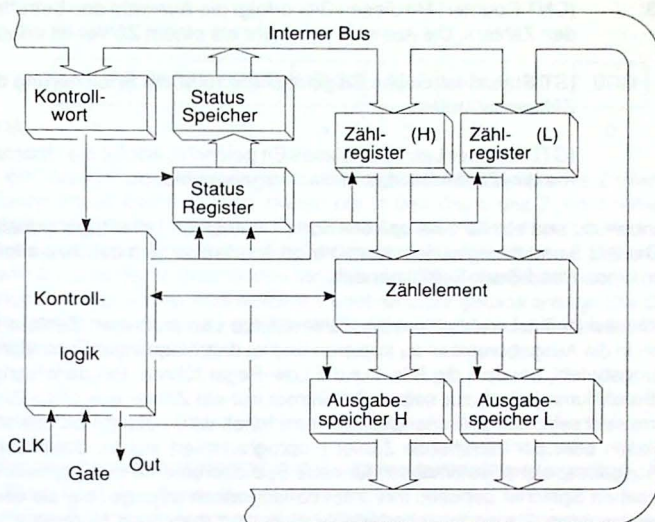 Interner Bus
Kontroll-
wort
Status
Speicher
Zähl- (H)
register
Zähl- (L)
register
Status
Register
Kontroll-
logik
Zählelement
Ausgabe-
speicher H
Ausgabe-
speicher L
CLK
Gate
Out